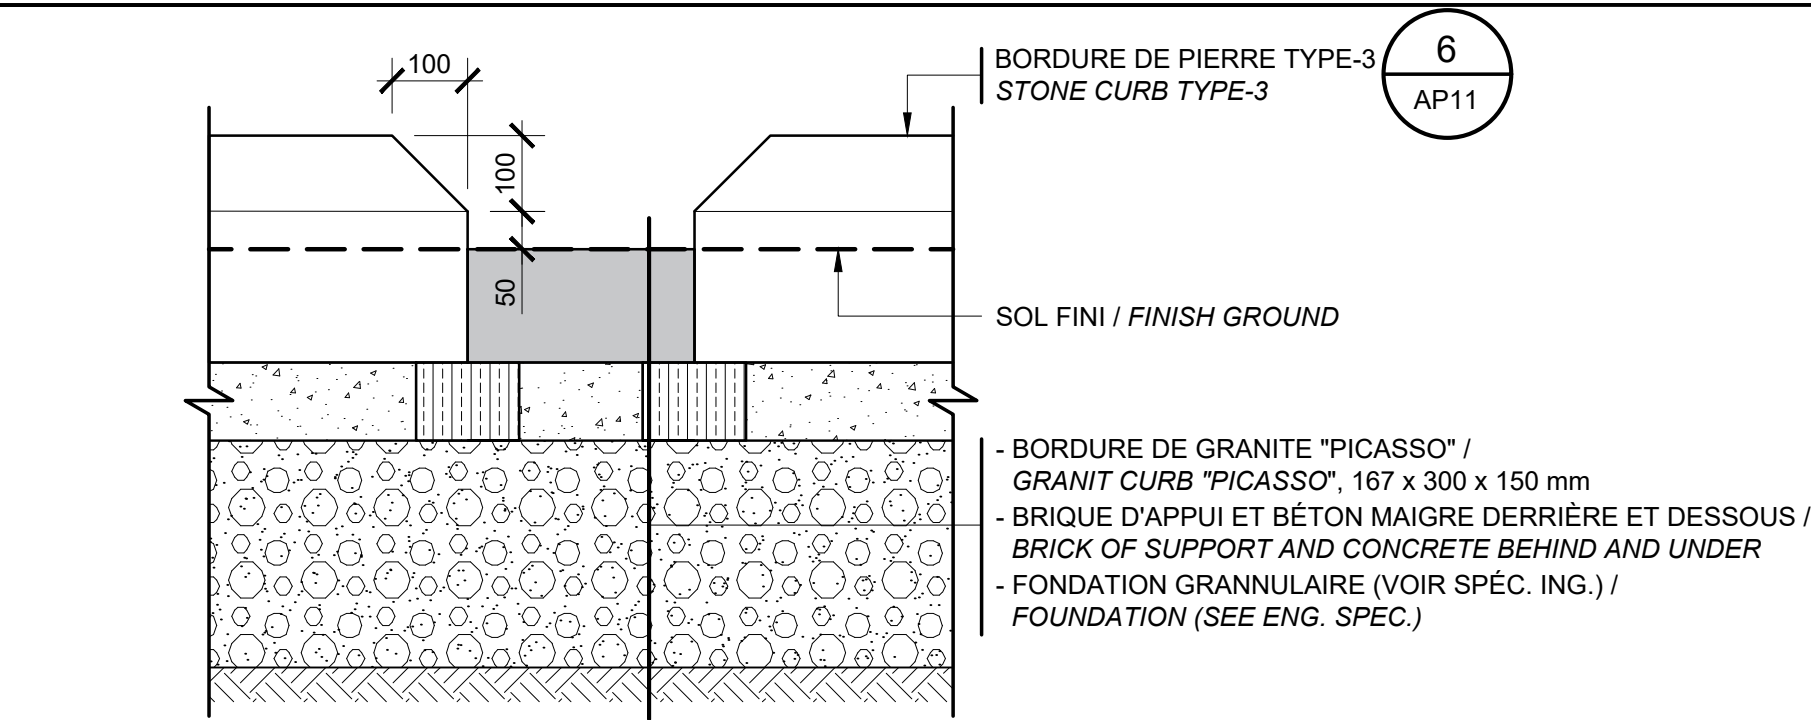 100
100
50
BORDURE DE PIERRE TYPE-3
STONE CURB TYPE-3
6
AP11
SOL FINI / FINISH GROUND
- BORDURE DE GRANITE "PICASSO" /
GRANIT CURB "PICASSO", 167 x 300 x 150 mm
- BRIQUE D'APPUI ET BÉTON MAIGRE DERRIÈRE ET DESSOUS /
BRICK OF SUPPORT AND CONCRETE BEHIND AND UNDER
- FONDATION GRANNULAIRE (VOIR SPÉC. ING.) /
FOUNDATION (SEE ENG. SPEC.)